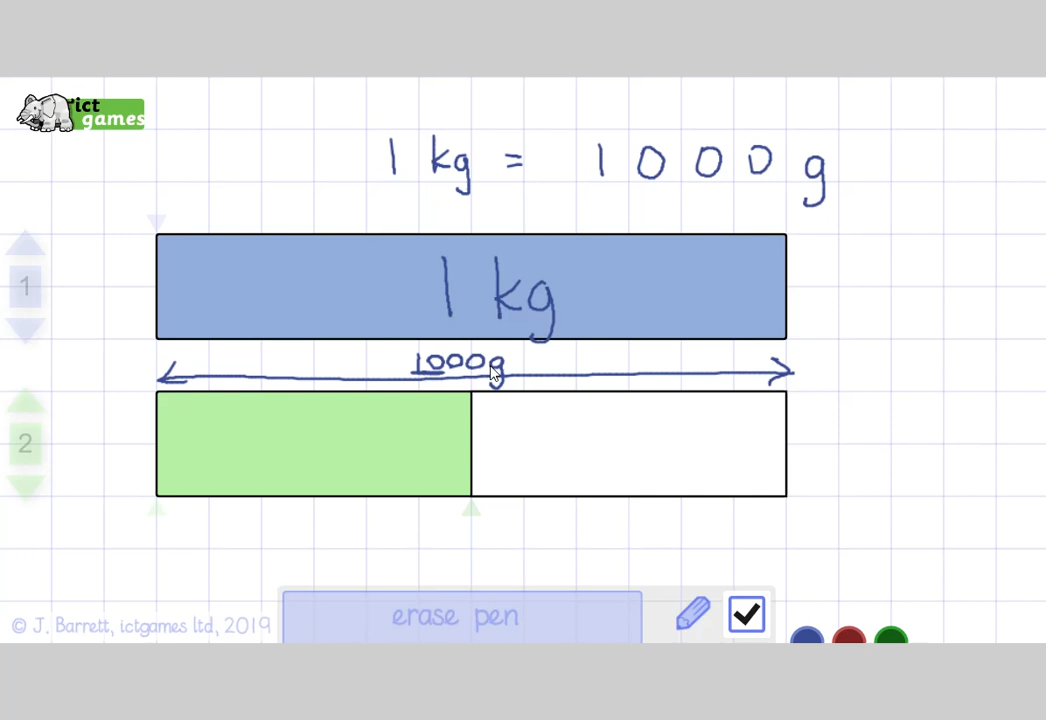 ict
games
1 kg = 1000 g
1
1 kg
1000g
2
erase pen
© J. Barrett, ictgames ltd, 2019